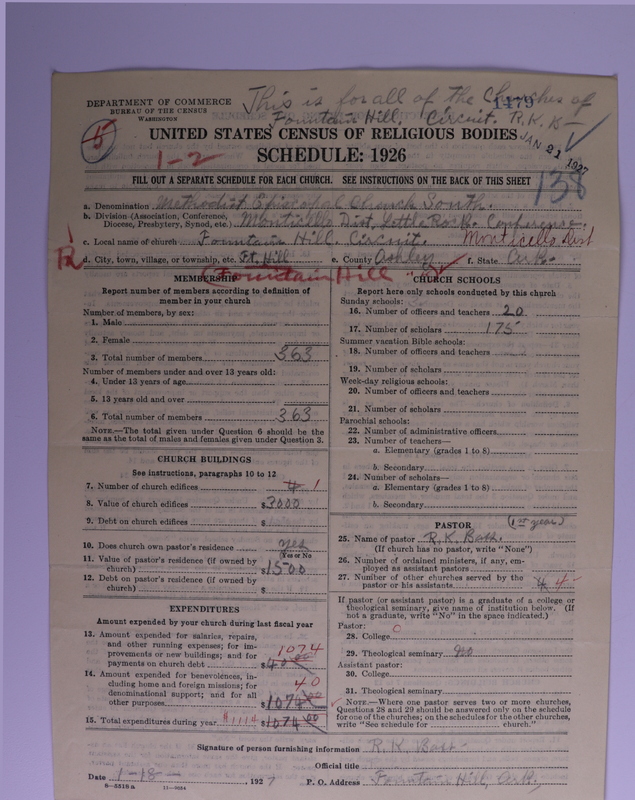 DEPARTMENT OF COMMERCE
BUREAU OF THE CENSUS
WASHINGTON
This is for all of the Churches of
1479
Fountain Hill Circuit. R.K.B
5
UNITED STATES CENSUS OF RELIGIOUS BODIES
JAN 21 1927
1-2
SCHEDULE: 1926
FILL OUT A SEPARATE SCHEDULE FOR EACH CHURCH. SEE INSTRUCTIONS ON THE BACK OF THIS SHEET
138
a. Denomination Methodist Episcopal Church South.
b. Division (Association, Conference,
Diocese, Presbytery, Synod, etc.) Monticello Dist, Little Rock Conference.
c. Local name of church Fountain Hill Circuit. Monticello Dist
R
d. City, town, village, or township, etc. Ft. Hill e. County Ashley f. State Ark.
(Fountain Hill ")
MEMBERSHIP
Report number of members according to definition of
member in your church
Number of members, by sex:
1. Male
2. Female
3. Total number of members 363
Number of members under and over 13 years old:
4. Under 13 years of age
5. 13 years old and over
6. Total number of members 363
NOTE.—The total given under Question 6 should be the
same as the total of males and females given under Question 3.
CHURCH BUILDINGS
See instructions, paragraphs 10 to 12
7. Number of church edifices 4 1
8. Value of church edifices $3000
9. Debt on church edifices $
10. Does church own pastor's residence yes
(Yes or No
11. Value of pastor's residence (if owned by
church) $1500
12. Debt on pastor's residence (if owned by
church) $
EXPENDITURES
Amount expended by your church during last fiscal year
13. Amount expended for salaries, repairs,
and other running expenses; for im-
provements or new buildings; and for
payments on church debt 1074 $40 00
14. Amount expended for benevolences, in-
cluding home and foreign missions; for
denominational support; and for all
other purposes 40 $1074 00
15. Total expenditures during year $1114 $1074 00
CHURCH SCHOOLS
Report here only schools conducted by this church
Sunday schools:
16. Number of officers and teachers 20
17. Number of scholars 175
Summer vacation Bible schools:
18. Number of officers and teachers
19. Number of scholars
Week-day religious schools:
20. Number of officers and teachers
21. Number of scholars
Parochial schools:
22. Number of administrative officers
23. Number of teachers—
a. Elementary (grades 1 to 8)
b. Secondary
24. Number of scholars—
a. Elementary (grades 1 to 8)
b. Secondary
PASTOR
(1st year)
25. Name of pastor R.K. Bass.
(If church has no pastor, write "None")
26. Number of ordained ministers, if any, em-
ployed as assistant pastors
27. Number of other churches served by the
pastor or his assistants 4
If pastor (or assistant pastor) is a graduate of a college or
theological seminary, give name of institution below. (If
not a graduate, write "No" in the space indicated.)
Pastor: 0
28. College
29. Theological seminary no
Assistant pastor:
30. College
31. Theological seminary
NOTE.—Where one pastor serves two or more churches,
Questions 28 and 29 should be answered only on the schedule
for one of the churches; on the schedules for the other churches,
write "See schedule for church."
Signature of person furnishing information R.K. Bass.
Official title
Date 1-18- 1927 P. O. Address Fountain Hill, Ark.
8-5518a 11-9034